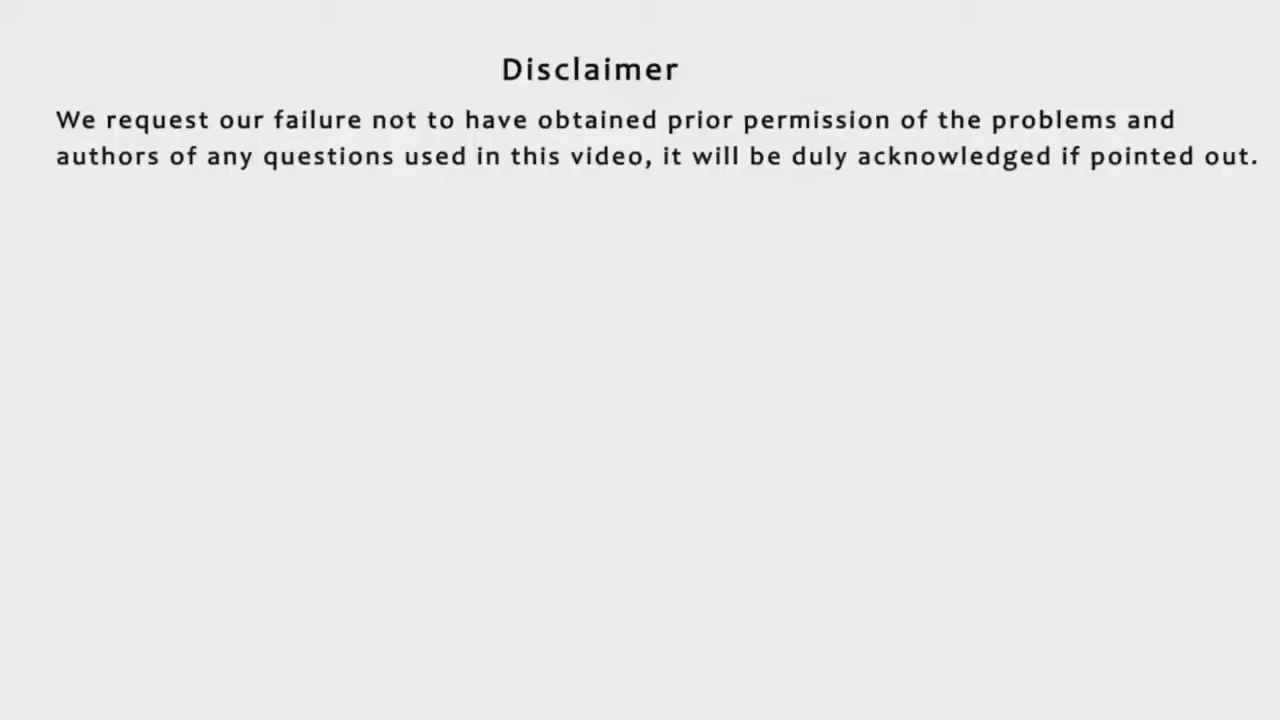 Disclaimer
We request our failure not to have obtained prior permission of the problems and
authors of any questions used in this video, it will be duly acknowledged if pointed out.